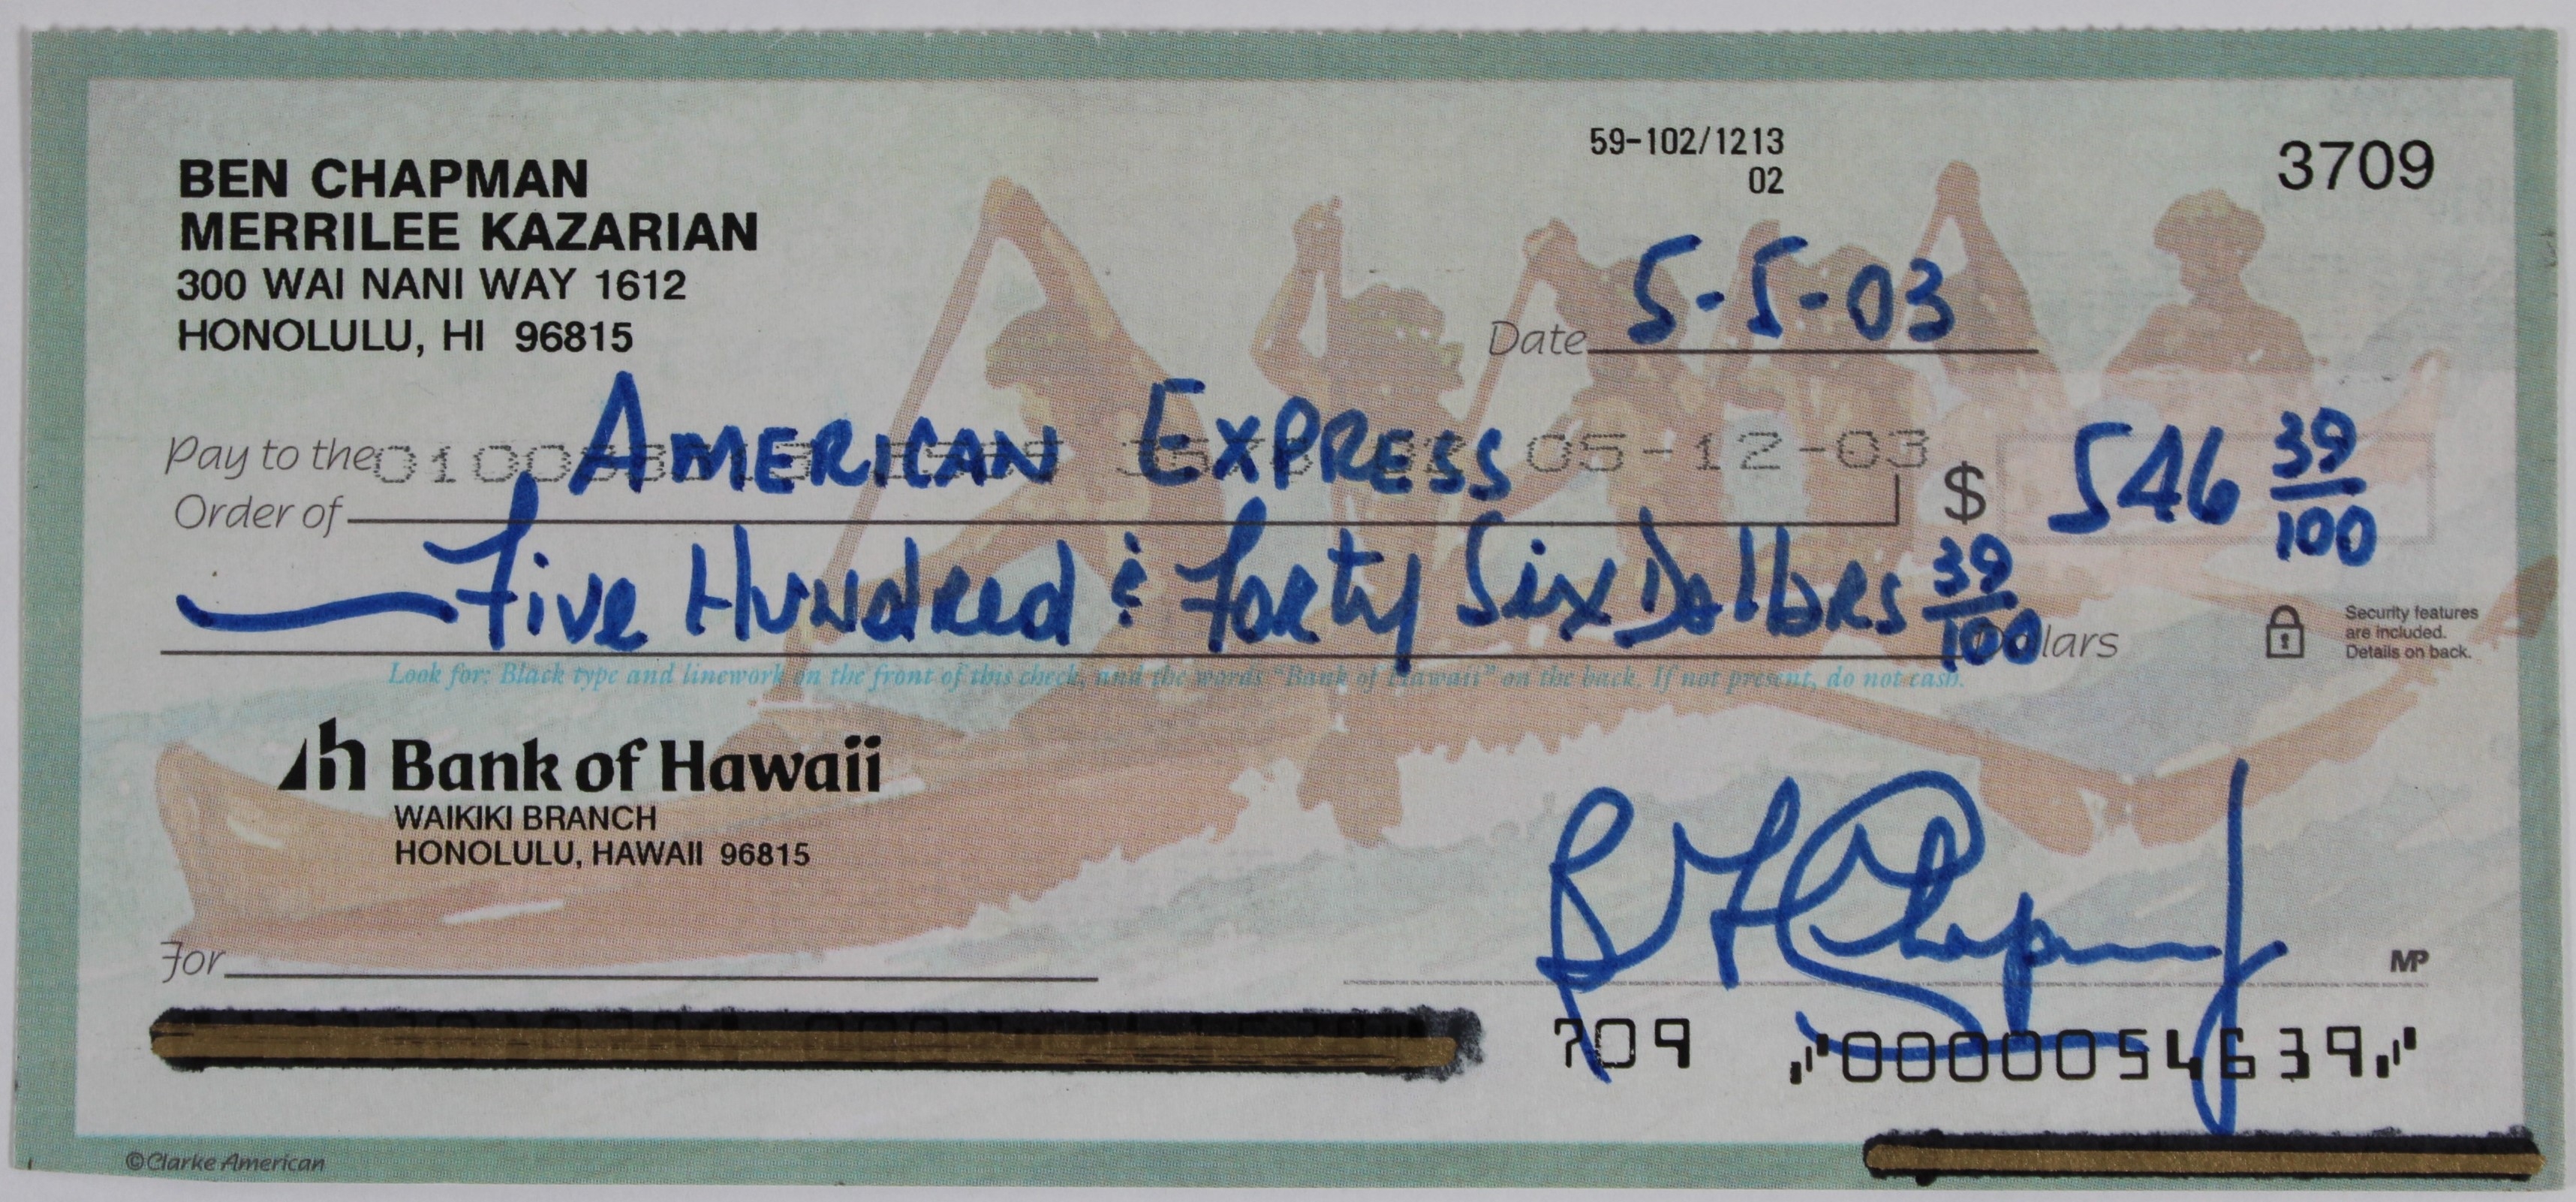 BEN CHAPMAN
MERRILEE KAZARIAN
300 WAI NANI WAY 1612
HONOLULU, HI 96815
59-102/1213
02
3709
Date 5-5-03
Pay to the
Order of AMERICAN EXPRESS $ 546 39/100
05-12-03
Five Hundred & Forty Six Dollars 39/100 Dollars
Security features
are included.
Details on back.
Look for: Black type and linework on the front of this check, and the words "Bank of Hawaii" on the back. If not present, do not cash.
Bank of Hawaii
WAIKIKI BRANCH
HONOLULU, HAWAII 96815
For
B F Chapman
MP
709 ⑈0000054639⑈
©Clarke American